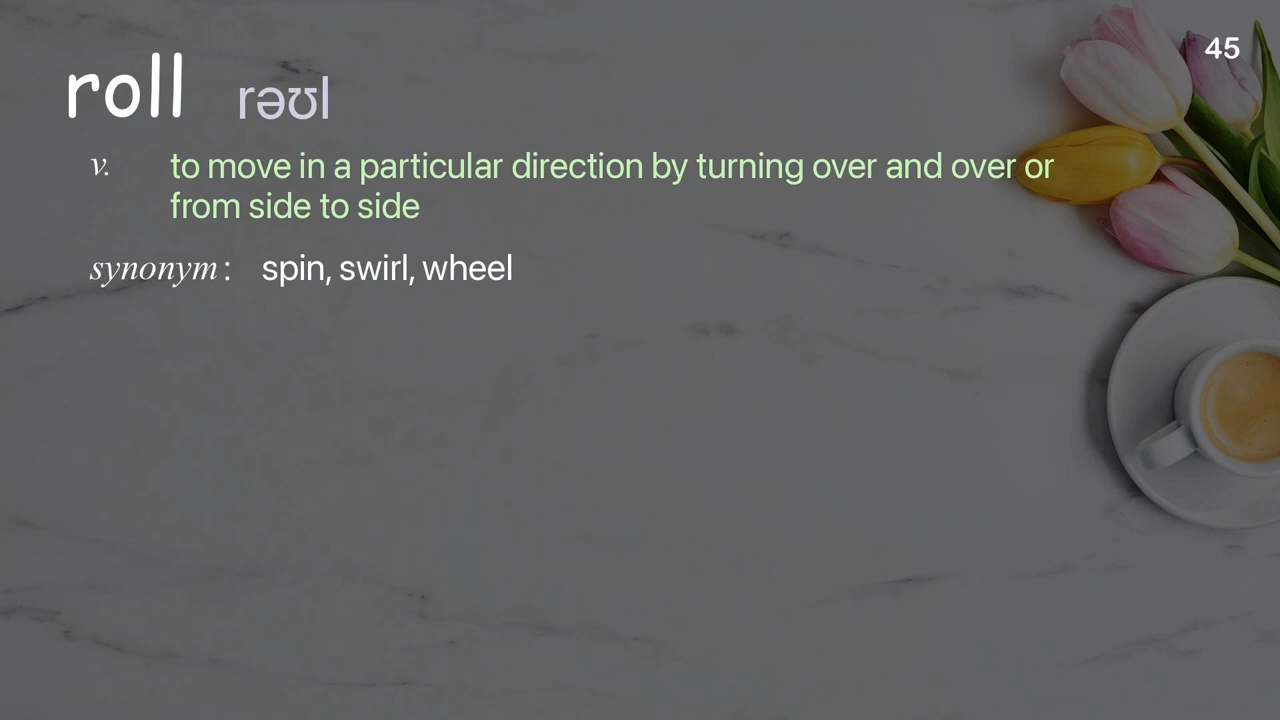 45
roll rəʊl
v. to move in a particular direction by turning over and over or
from side to side
synonym: spin, swirl, wheel